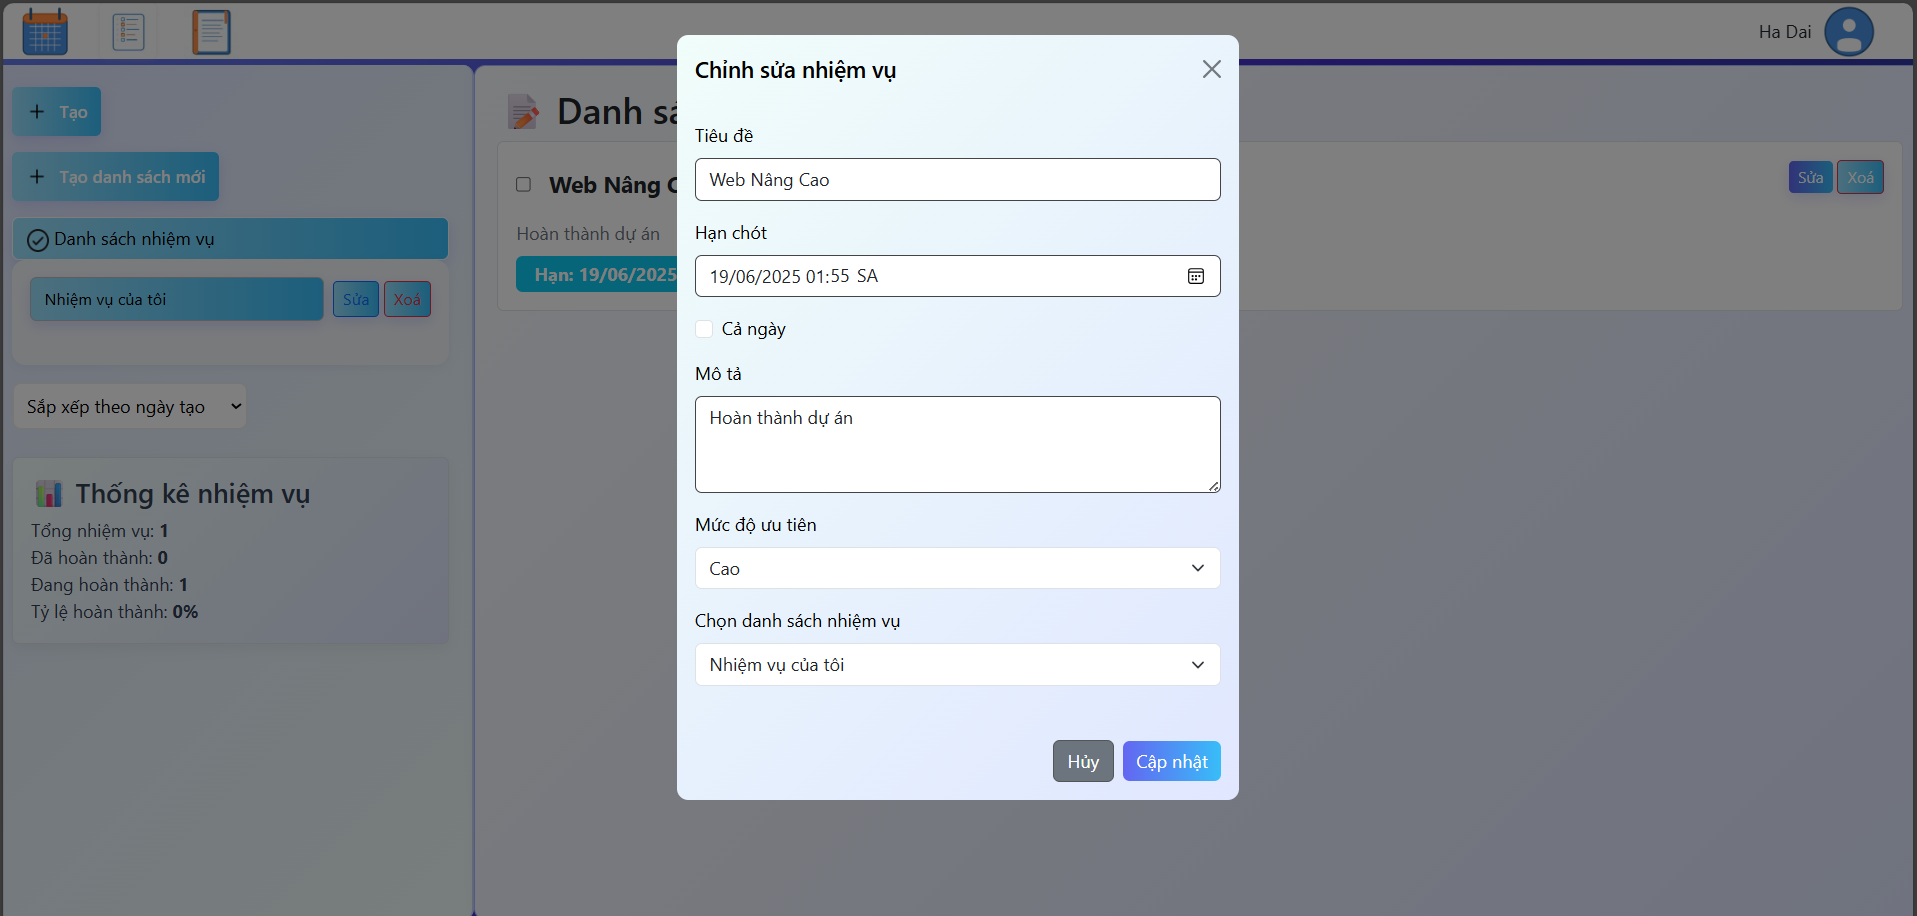 Ha Dai
+ Tạo
+ Tạo danh sách mới
Danh sách nhiệm vụ
Nhiệm vụ của tôi Sửa Xoá
Sắp xếp theo ngày tạo
Thống kê nhiệm vụ
Tổng nhiệm vụ: 1
Đã hoàn thành: 0
Đang hoàn thành: 1
Tỷ lệ hoàn thành: 0%
Danh
Web Nâng
Sửa Xoá
Hoàn thành dự án
Hạn: 19/06/2025
Chỉnh sửa nhiệm vụ
Tiêu đề
Web Nâng Cao
Hạn chót
19/06/2025 01:55 SA
Cả ngày
Mô tả
Hoàn thành dự án
Mức độ ưu tiên
Cao
Chọn danh sách nhiệm vụ
Nhiệm vụ của tôi
Hủy Cập nhật